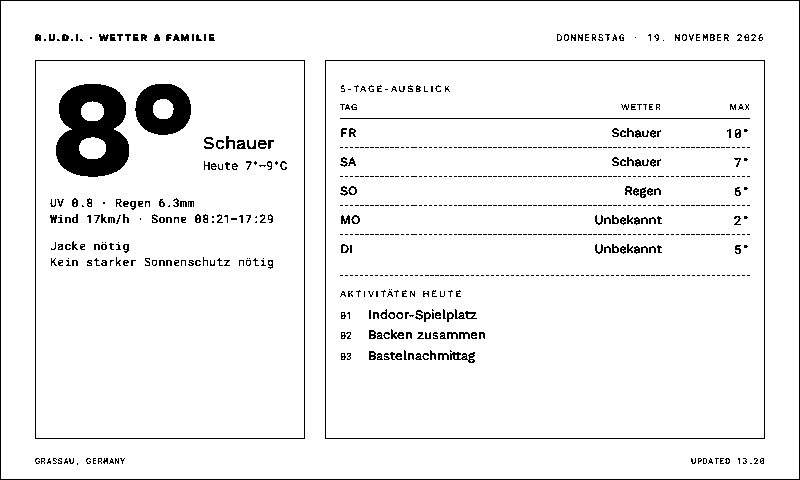 R.U.D.I. · WETTER & FAMILIE
DONNERSTAG · 19. NOVEMBER 2026
8°
Schauer
Heute 7°–9°C
UV 0.8 · Regen 6.3mm
Wind 17km/h · Sonne 08:21–17:29
Jacke nötig
Kein starker Sonnenschutz nötig
5-TAGE-AUSBLICK
TAG WETTER MAX
FR Schauer 10°
SA Schauer 7°
SO Regen 6°
MO Unbekannt 2°
DI Unbekannt 5°
AKTIVITÄTEN HEUTE
01 Indoor-Spielplatz
02 Backen zusammen
03 Bastelnachmittag
GRASSAU, GERMANY
UPDATED 13.20